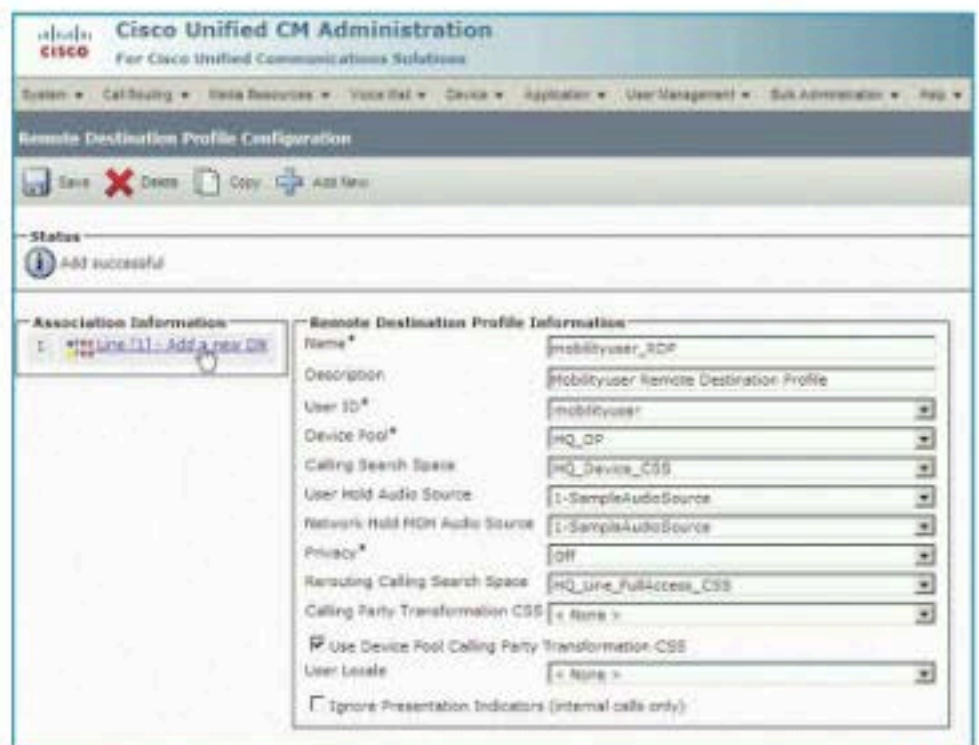 cisco
Cisco Unified CM Administration
For Cisco Unified Communications Solutions
System Call Routing Media Resources Voice Mail Device Application User Management Bulk Administration Help
Remote Destination Profile Configuration
Save Delete Copy Add New
Status
Add successful
Association Information
1 Line [1] - Add a new DN
Remote Destination Profile Information
Name* mobilityuser_RDP
Description Mobilityuser Remote Destination Profile
User ID* mobilityuser
Device Pool* HQ_DP
Calling Search Space HQ_Device_CSS
User Hold Audio Source 1-SampleAudioSource
Network Hold MOH Audio Source 1-SampleAudioSource
Privacy* Off
Rerouting Calling Search Space HQ_Line_FullAccess_CSS
Calling Party Transformation CSS < None >
Use Device Pool Calling Party Transformation CSS
User Locale < None >
Ignore Presentation Indicators (internal calls only)